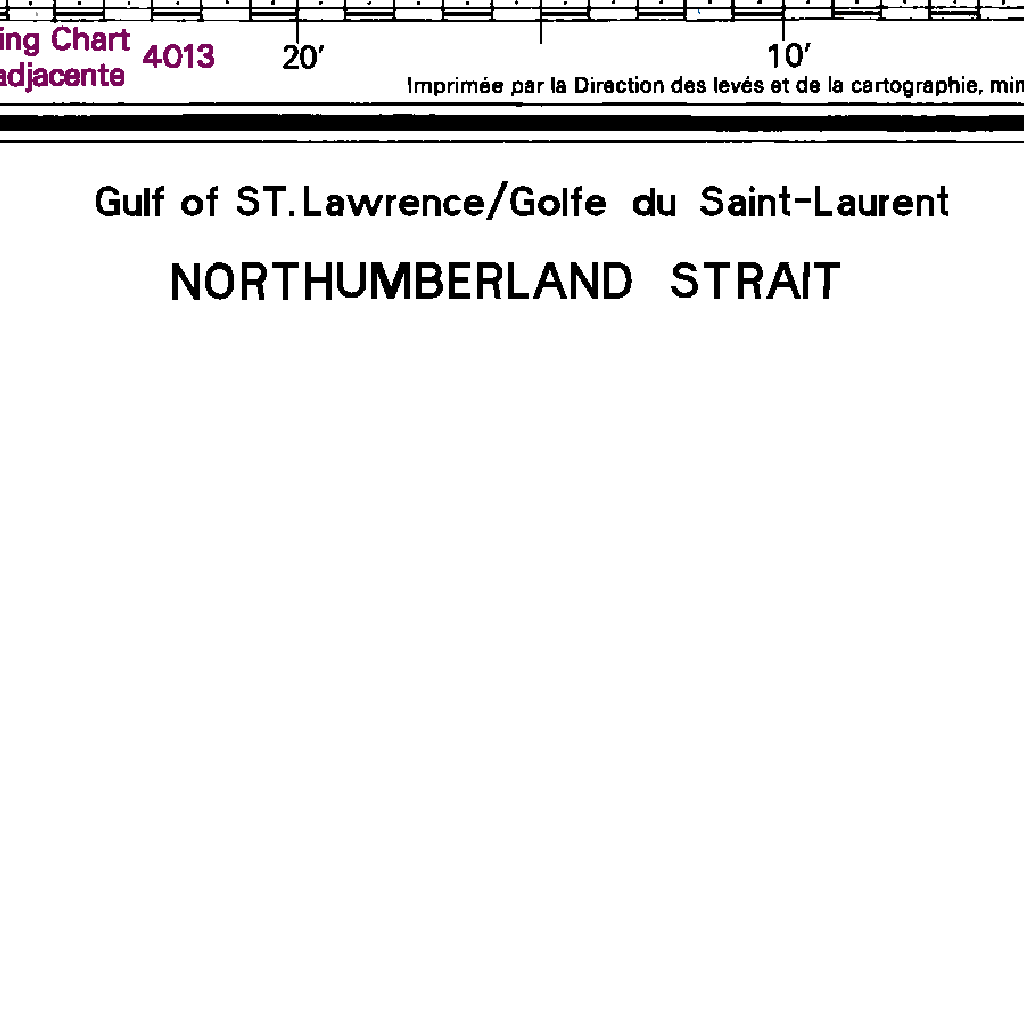 ing Chart
adjacente
4013
20′
10′
Imprimée par la Direction des levés et de la cartographie, min
Gulf of ST.Lawrence/Golfe du Saint-Laurent
NORTHUMBERLAND STRAIT